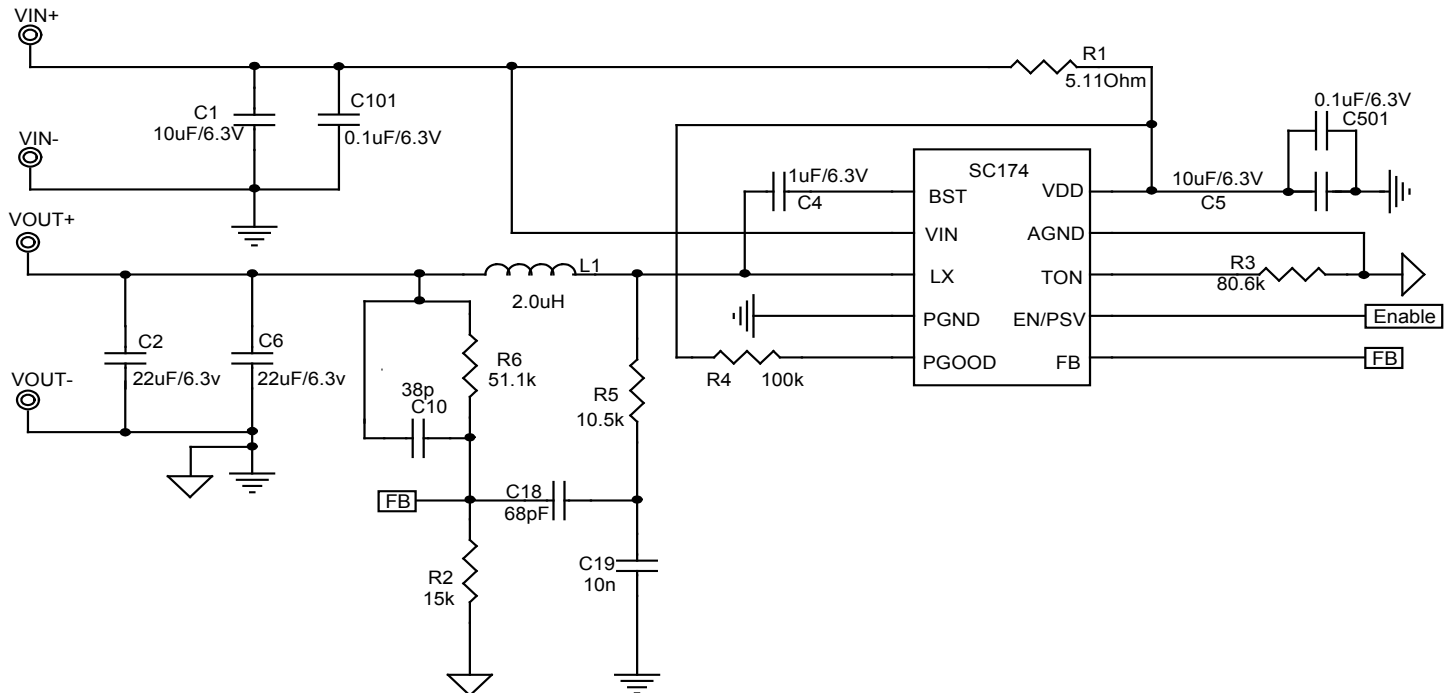 VIN+
R1
5.11Ohm
C1
10uF/6.3V
C101
0.1uF/6.3V
0.1uF/6.3V
C501
VIN-
SC174
1uF/6.3V
C4
BST
VDD
10uF/6.3V
C5
VOUT+
VIN
AGND
L1
2.0uH
LX
TON
R3
80.6k
PGND
EN/PSV
Enable
C2
22uF/6.3v
C6
22uF/6.3v
R6
51.1k
R4
100k
PGOOD
FB
FB
VOUT-
38p
C10
R5
10.5k
FB
C18
68pF
R2
15k
C19
10n